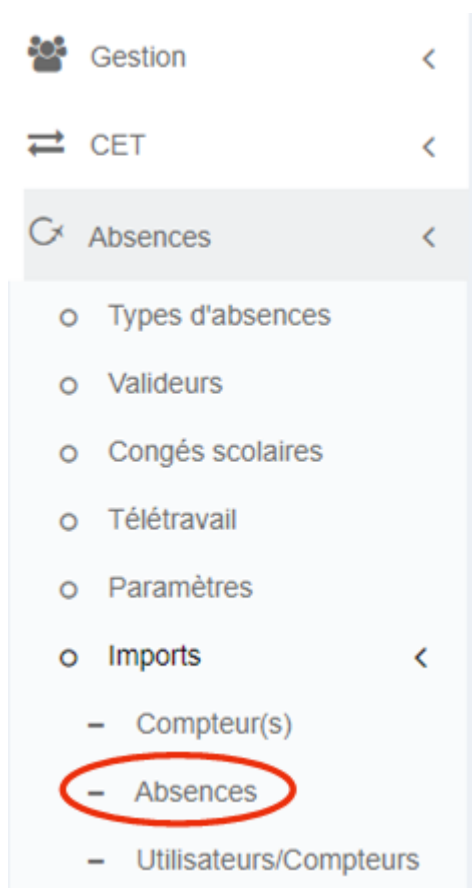 Gestion
CET
Absences
Types d'absences
Valideurs
Congés scolaires
Télétravail
Paramètres
Imports
Compteur(s)
Absences
Utilisateurs/Compteurs